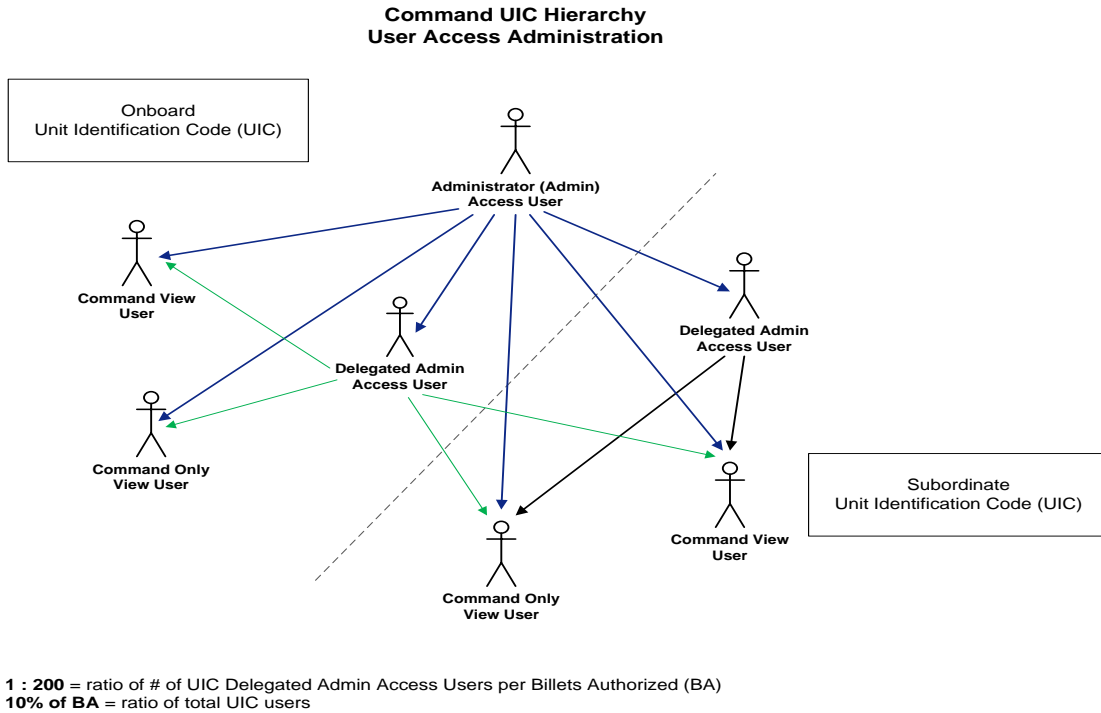 Command UIC Hierarchy
User Access Administration
Onboard
Unit Identification Code (UIC)
Administrator (Admin)
Access User
Command View
User
Delegated Admin
Access User
Delegated Admin
Access User
Command Only
View User
Subordinate
Unit Identification Code (UIC)
Command View
User
Command Only
View User
1 : 200 = ratio of # of UIC Delegated Admin Access Users per Billets Authorized (BA)
10% of BA = ratio of total UIC users